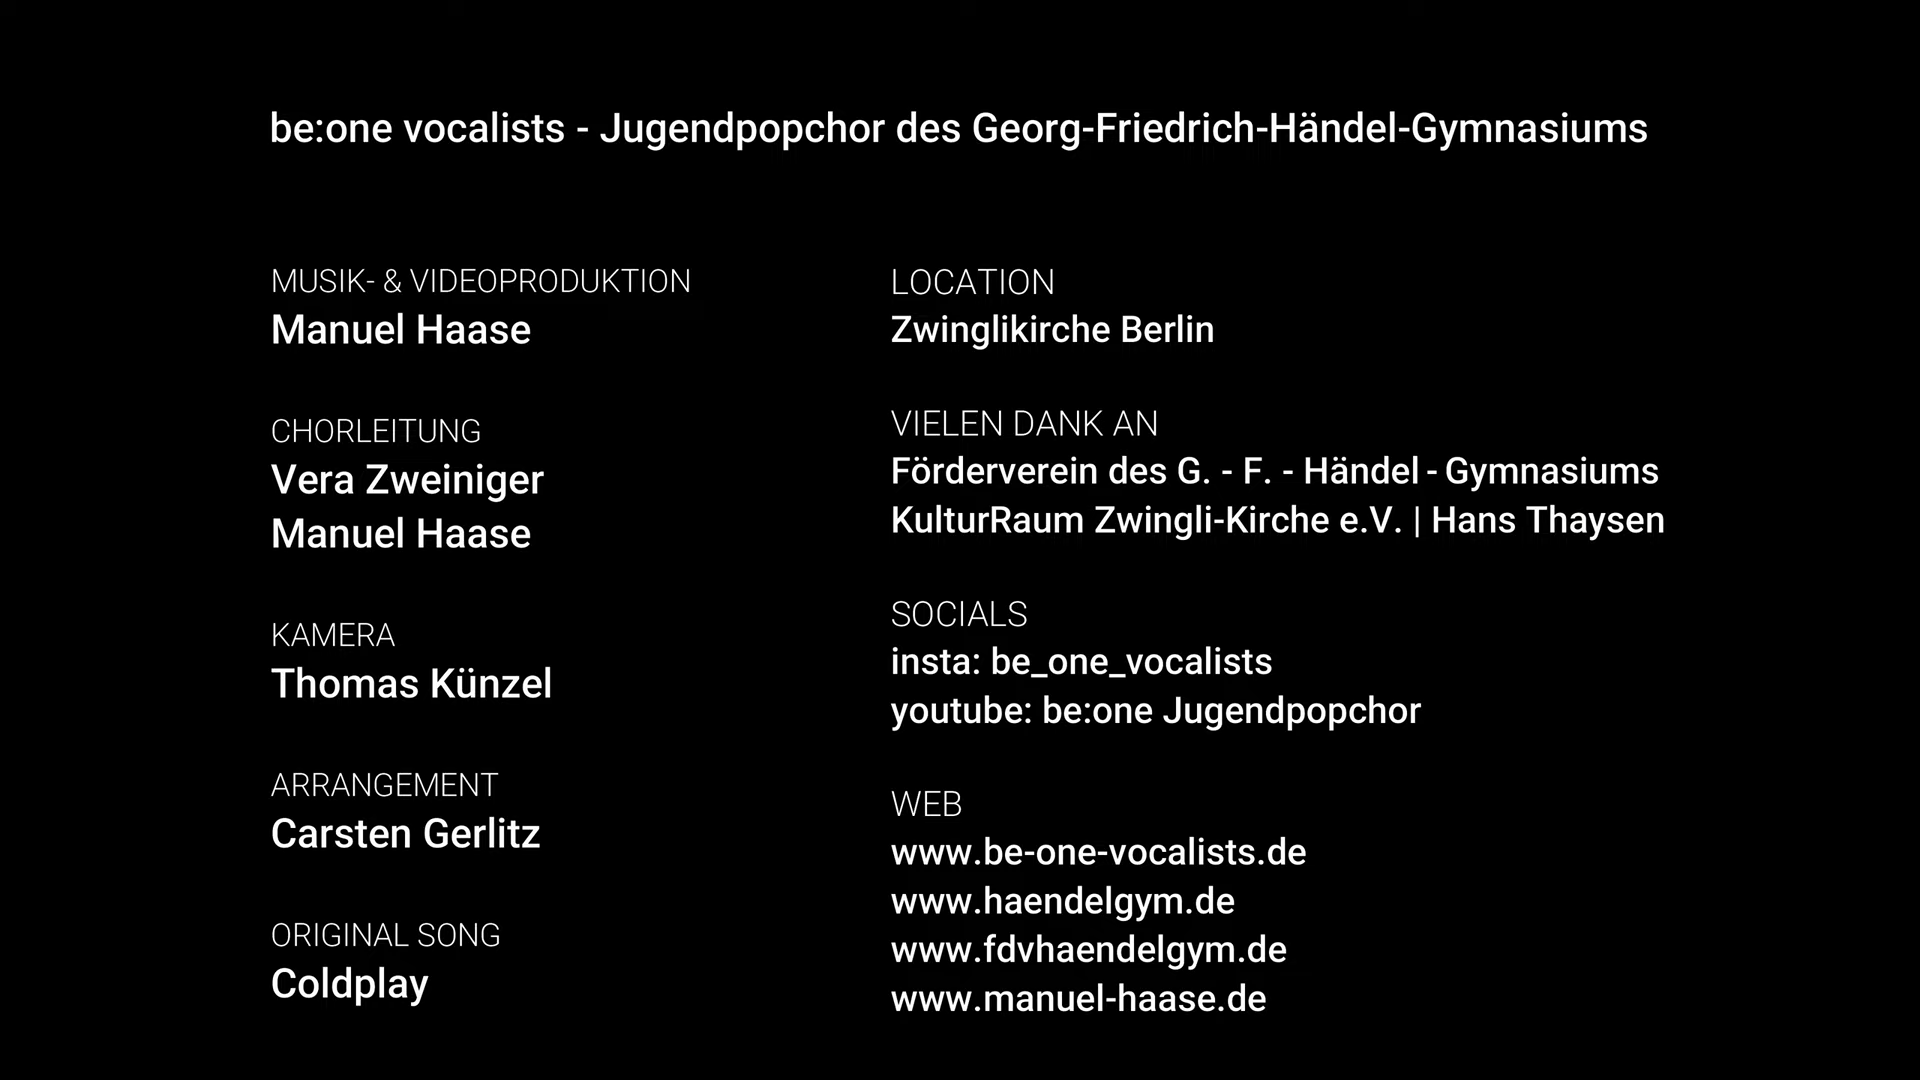 be:one vocalists - Jugendpopchor des Georg-Friedrich-Händel-Gymnasiums
MUSIK- & VIDEOPRODUKTION
Manuel Haase
CHORLEITUNG
Vera Zweiniger
Manuel Haase
KAMERA
Thomas Künzel
ARRANGEMENT
Carsten Gerlitz
ORIGINAL SONG
Coldplay
LOCATION
Zwinglikirche Berlin
VIELEN DANK AN
Förderverein des G. - F. - Händel - Gymnasiums
KulturRaum Zwingli-Kirche e.V. | Hans Thaysen
SOCIALS
insta: be_one_vocalists
youtube: be:one Jugendpopchor
WEB
www.be-one-vocalists.de
www.haendelgym.de
www.fdvhaendelgym.de
www.manuel-haase.de